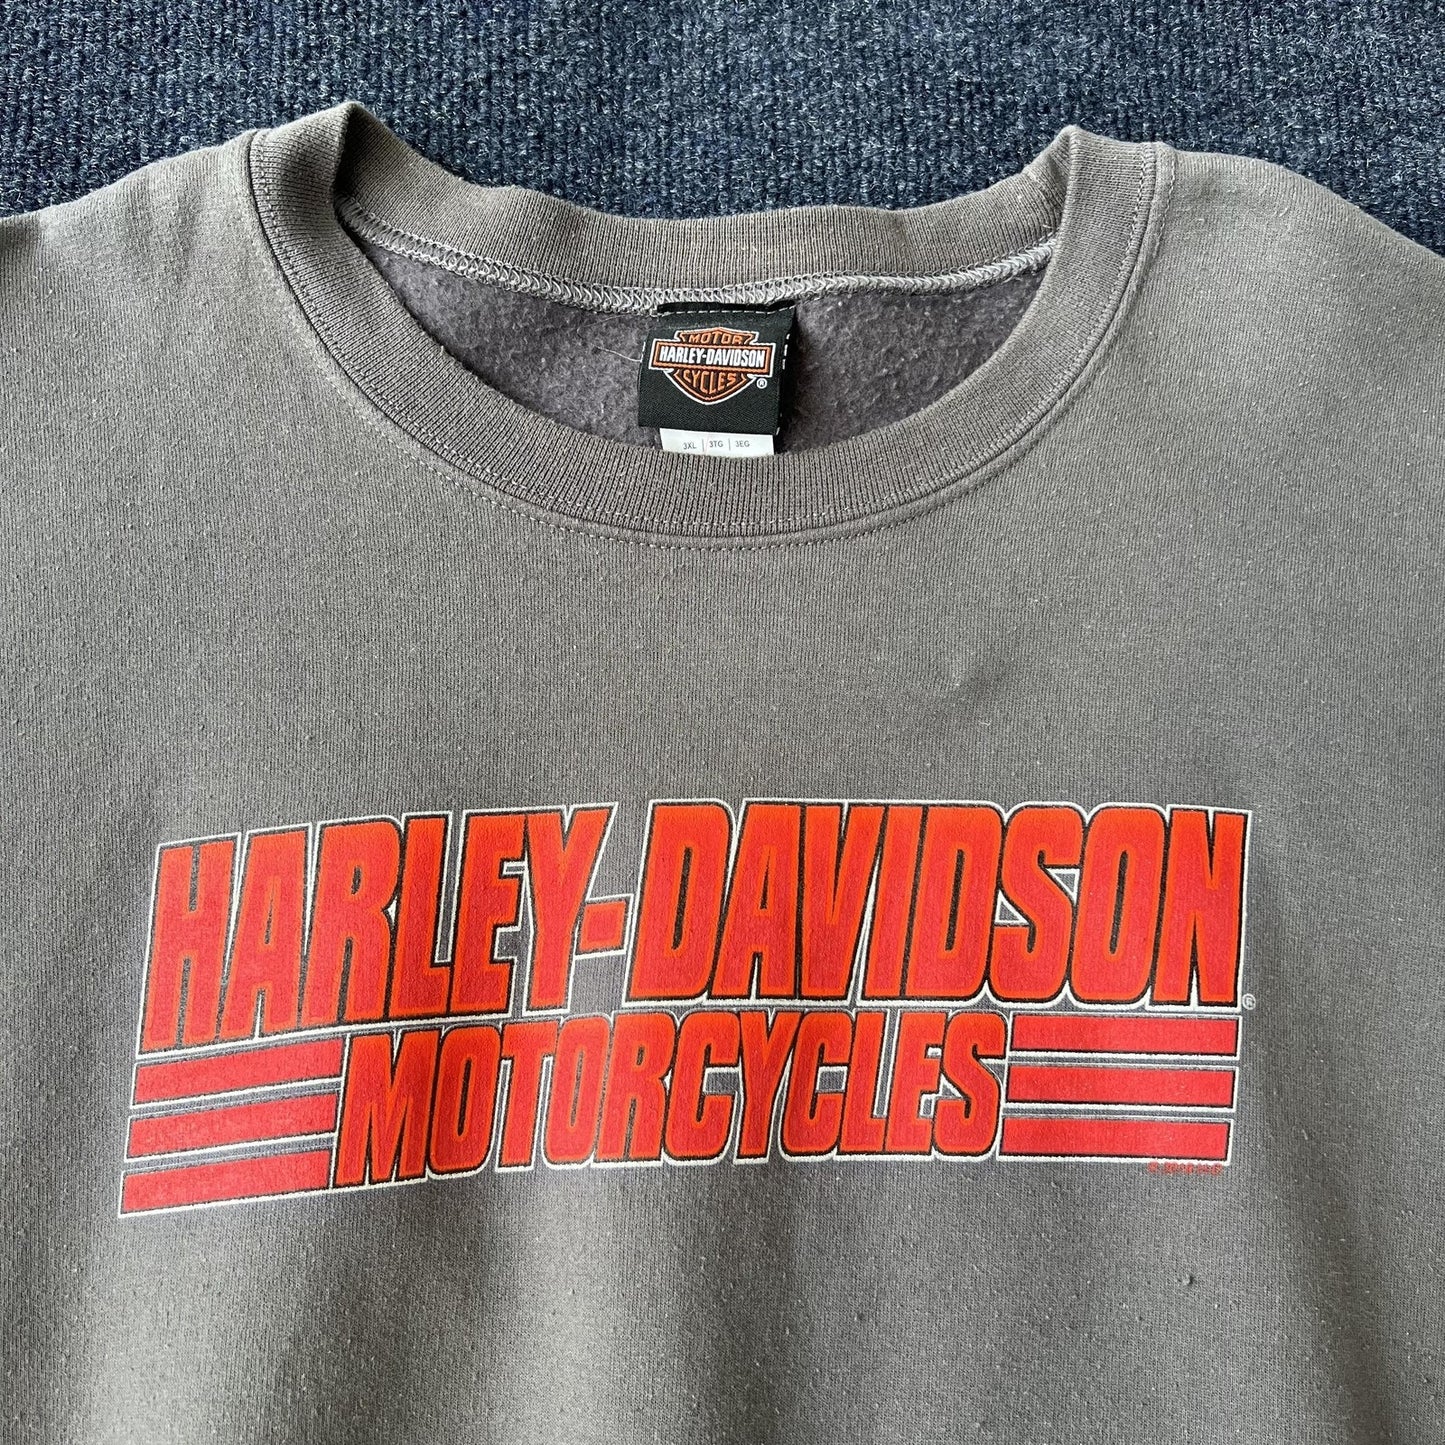 MOTOR
HARLEY-DAVIDSON
CYCLES ®
3XL | 3TG | 3EG
HARLEY-DAVIDSON ®
MOTORCYCLES